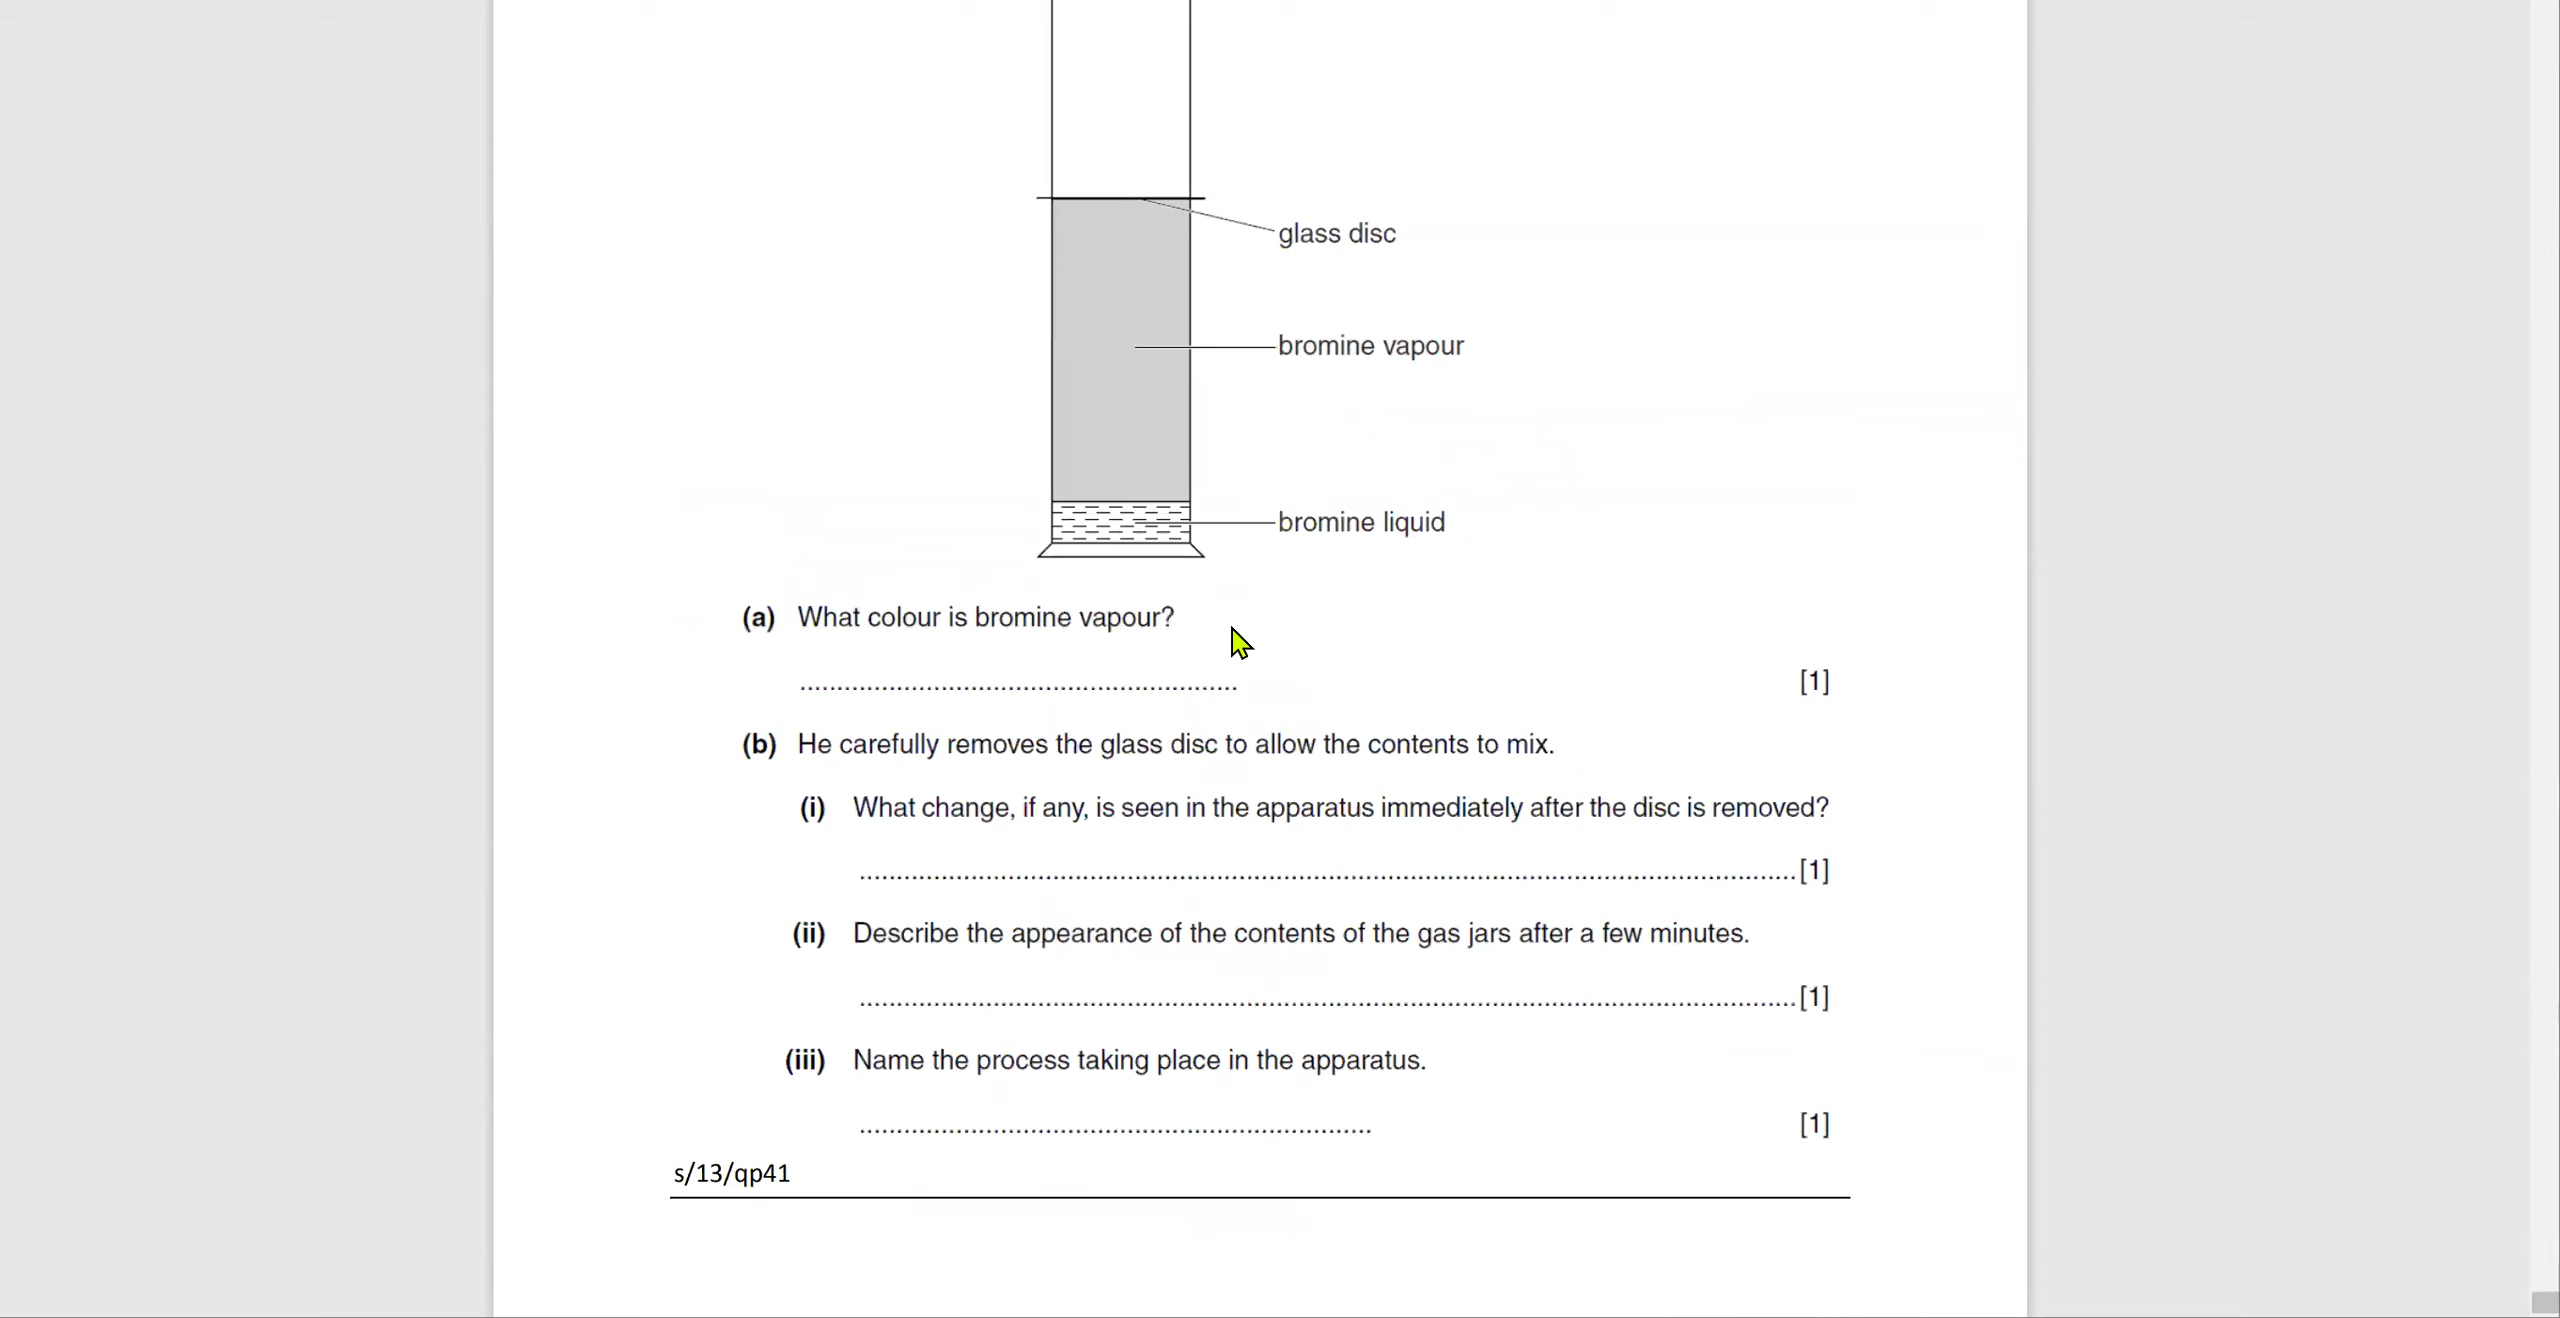 glass disc
bromine vapour
bromine liquid
(a) What colour is bromine vapour?
........................................................... [1]
(b) He carefully removes the glass disc to allow the contents to mix.
(i) What change, if any, is seen in the apparatus immediately after the disc is removed?
..............................................................................................................................[1]
(ii) Describe the appearance of the contents of the gas jars after a few minutes.
..............................................................................................................................[1]
(iii) Name the process taking place in the apparatus.
..................................................................... [1]
s/13/qp41